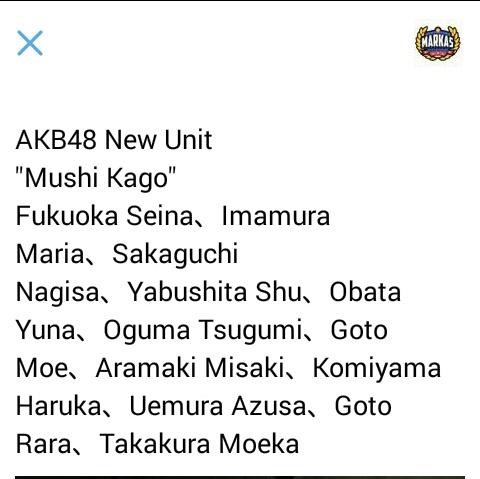 MARKAS
AKB48 New Unit
"Mushi Kago"
Fukuoka Seina、Imamura
Maria、Sakaguchi
Nagisa、Yabushita Shu、Obata
Yuna、Oguma Tsugumi、Goto
Moe、Aramaki Misaki、Komiyama
Haruka、Uemura Azusa、Goto
Rara、Takakura Moeka